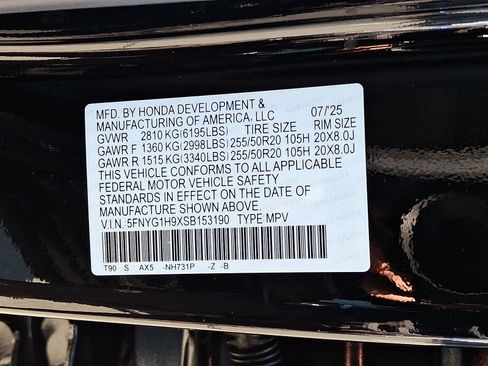 MFD. BY HONDA DEVELOPMENT &
MANUFACTURING OF AMERICA, LLC 07/'25
GVWR 2810 KG(6195LBS) TIRE SIZE RIM SIZE
GAWR F 1360 KG(2998LBS) 255/50R20 105H 20X8.0J
GAWR R 1515 KG(3340LBS) 255/50R20 105H 20X8.0J
THIS VEHICLE CONFORMS TO ALL APPLICABLE
FEDERAL MOTOR VEHICLE SAFETY
STANDARDS IN EFFECT ON THE DATE OF
MANUFACTURE SHOWN ABOVE.
V.I.N. 5FNYG1H9XSB153190 TYPE: MPV
T90 S AX5 -NH731P -Z -B